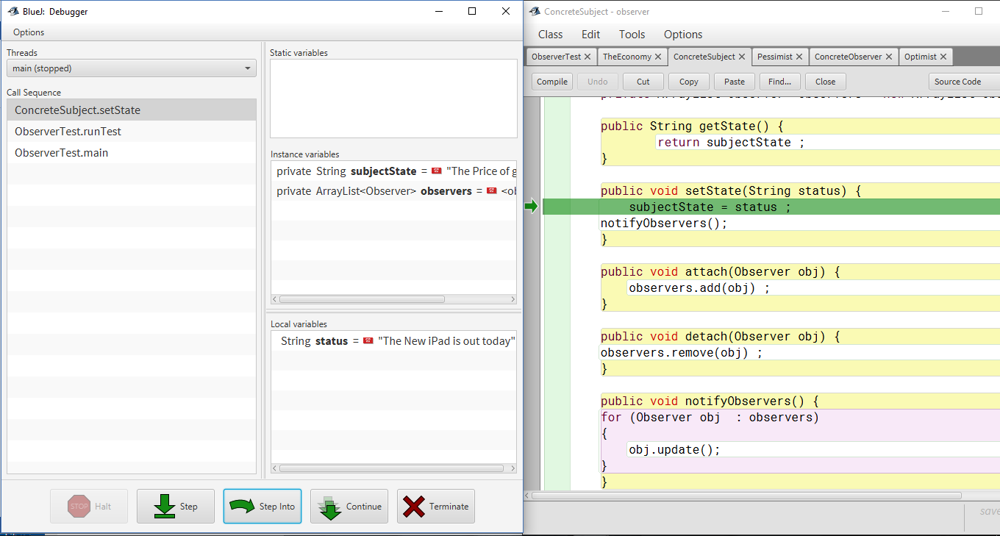 BlueJ: Debugger
Options
Threads
main (stopped)
Call Sequence
ConcreteSubject.setState
ObserverTest.runTest
ObserverTest.main
Static variables
Instance variables
private String subjectState = "The Price of g
private ArrayList<Observer> observers = <ob
Local variables
String status = "The New iPad is out today"
STOP Halt
Step
Step Into
Continue
Terminate
ConcreteSubject - observer
Class Edit Tools Options
ObserverTest TheEconomy ConcreteSubject Pessimist ConcreteObserver Optimist
Compile Undo Cut Copy Paste Find... Close Source Code
public String getState() {
return subjectState ;
}
public void setState(String status) {
subjectState = status ;
notifyObservers();
}
public void attach(Observer obj) {
observers.add(obj) ;
}
public void detach(Observer obj) {
observers.remove(obj) ;
}
public void notifyObservers() {
for (Observer obj  : observers)
{
obj.update();
}
}
save